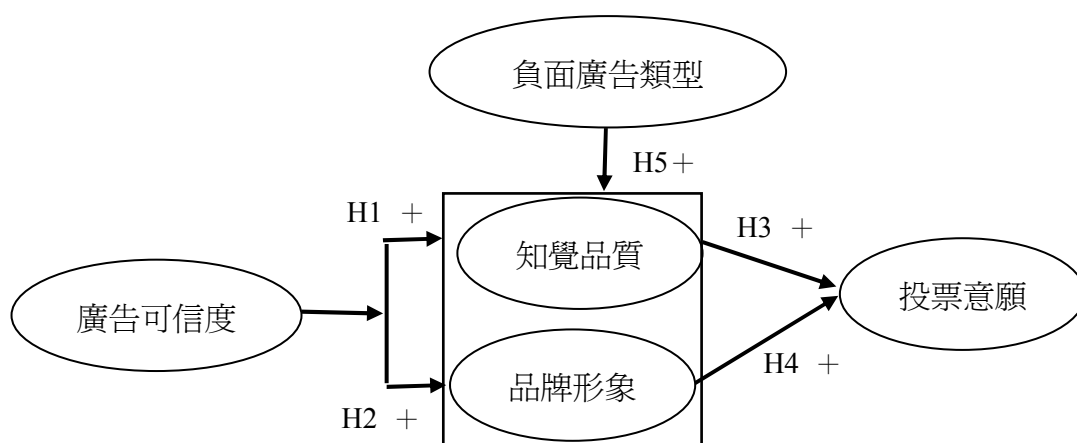 負面廣告類型
H5＋
H1 ＋
知覺品質
H3 ＋
廣告可信度
投票意願
品牌形象
H4 ＋
H2 ＋